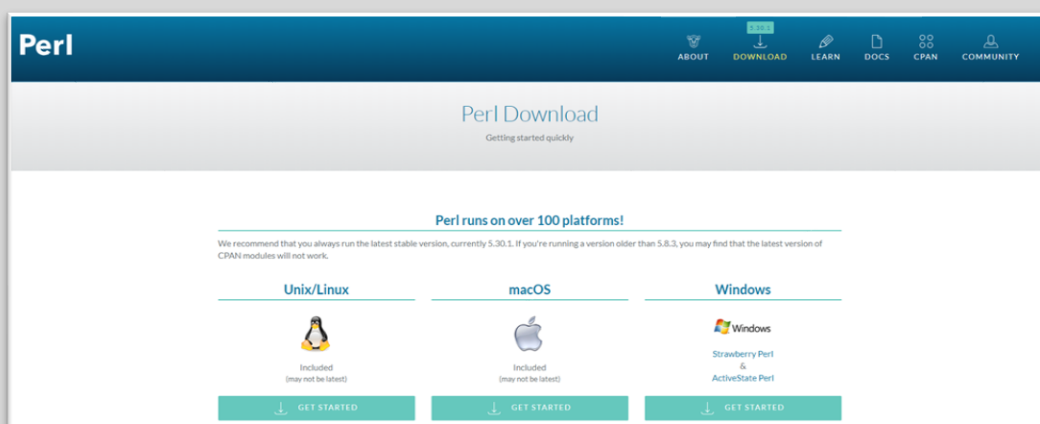 Perl
5.30.1
ABOUT
DOWNLOAD
LEARN
DOCS
CPAN
COMMUNITY
Perl Download
Getting started quickly
Perl runs on over 100 platforms!
We recommend that you always run the latest stable version, currently 5.30.1. If you're running a version older than 5.8.3, you may find that the latest version of
CPAN modules will not work.
Unix/Linux
Included
(may not be latest)
GET STARTED
macOS
Included
(may not be latest)
GET STARTED
Windows
Windows
Strawberry Perl
&
ActiveState Perl
GET STARTED